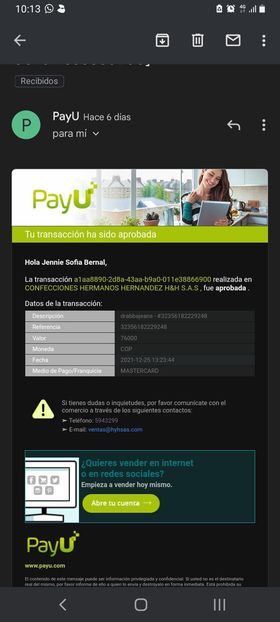 10:13
Recibidos
P
PayU Hace 6 días
para mí
PayU
Tu transacción ha sido aprobada
Hola Jennie Sofia Bernal,
La transacción a1aa8890-2d8a-43aa-b9a0-011e38866900 realizada en
CONFECCIONES HERMANOS HERNANDEZ H&H S.A.S , fue aprobada .
Datos de la transacción:
Descripción drabbajeans - #32356182229248
Referencia 32356182229248
Valor 76000
Moneda COP
Fecha 2021-12-25 13:23:44
Medio de Pago/Franquicia MASTERCARD
Si tienes dudas o inquietudes, por favor comunícate con el
comercio a través de los siguientes contactos:
➢ Teléfono: 5943299
➢ E-mail: ventas@hyhsas.com
¿Quieres vender en internet
o en redes sociales?
Empieza a vender hoy mismo.
Abre tu cuenta →
PayU
www.payu.com
El contenido de este mensaje puede ser información privilegiada y confidencial. Si usted no es el destinatario
real del mismo, por favor informe de ello a quien lo envía y destrúyalo en forma inmediata. Está prohibida su